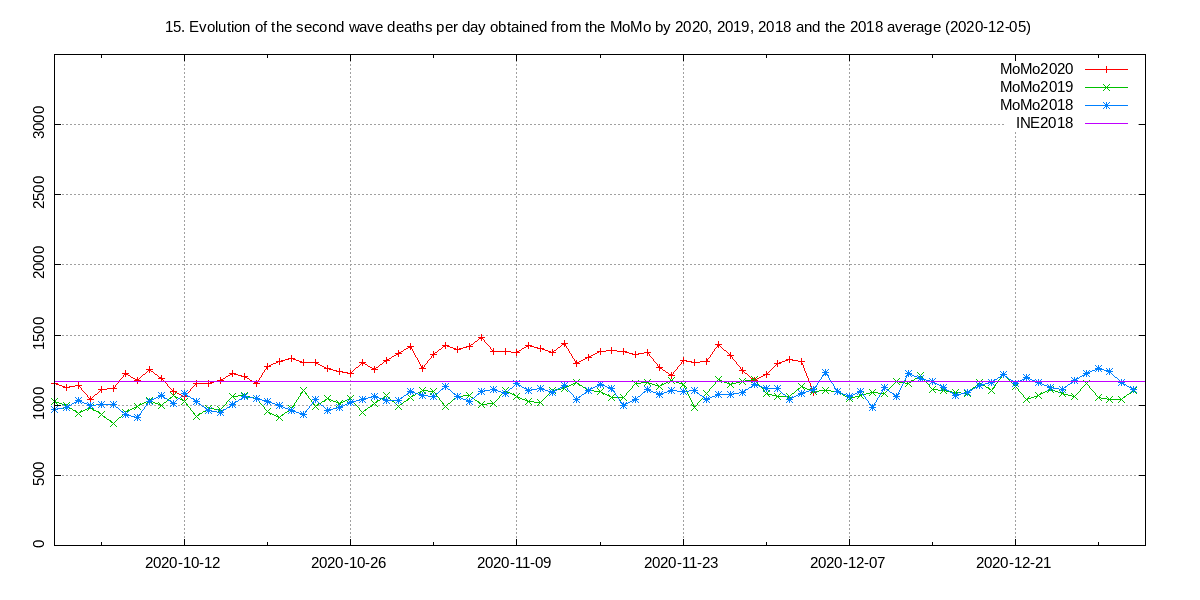 15. Evolution of the second wave deaths per day obtained from the MoMo by 2020, 2019, 2018 and the 2018 average (2020-12-05)
MoMo2020
MoMo2019
MoMo2018
INE2018
3000
2500
2000
1500
1000
500
0
2020-10-12 2020-10-26 2020-11-09 2020-11-23 2020-12-07 2020-12-21